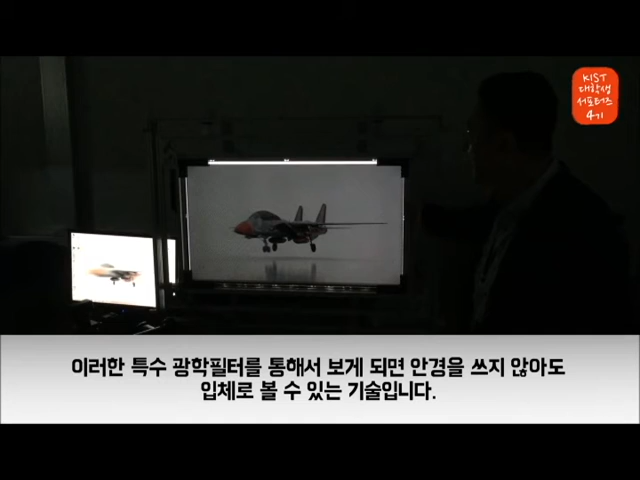 KIST
대학생
서포터즈
4기
이러한 특수 광학필터를 통해서 보게 되면 안경을 쓰지 않아도
입체로 볼 수 있는 기술입니다.